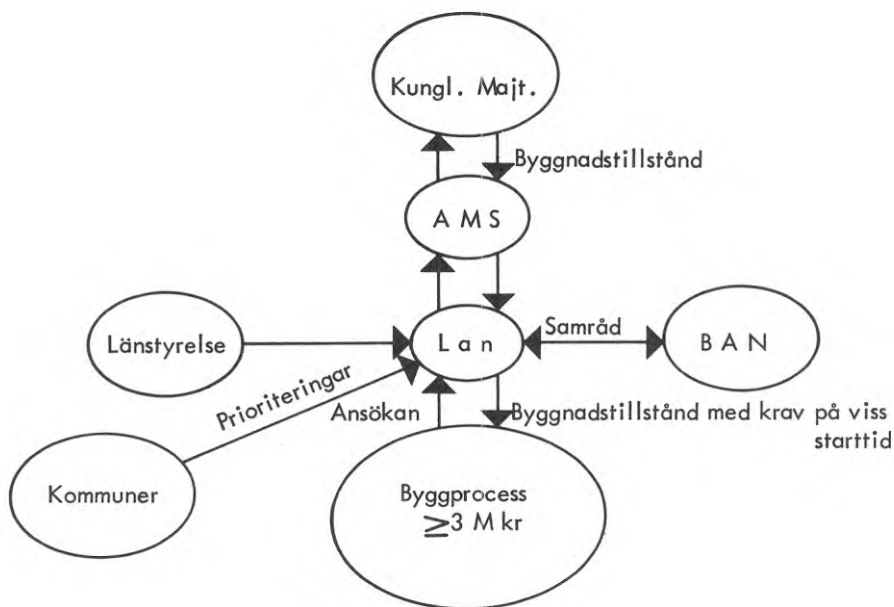 Kungl. Majt.
Byggnadstillstånd
AMS
Länstyrelse
Lan
Samråd
BAN
Prioriteringar
Ansökan
Byggnadstillstånd med krav på viss
starttid
Kommuner
Byggprocess
≥3 Mkr